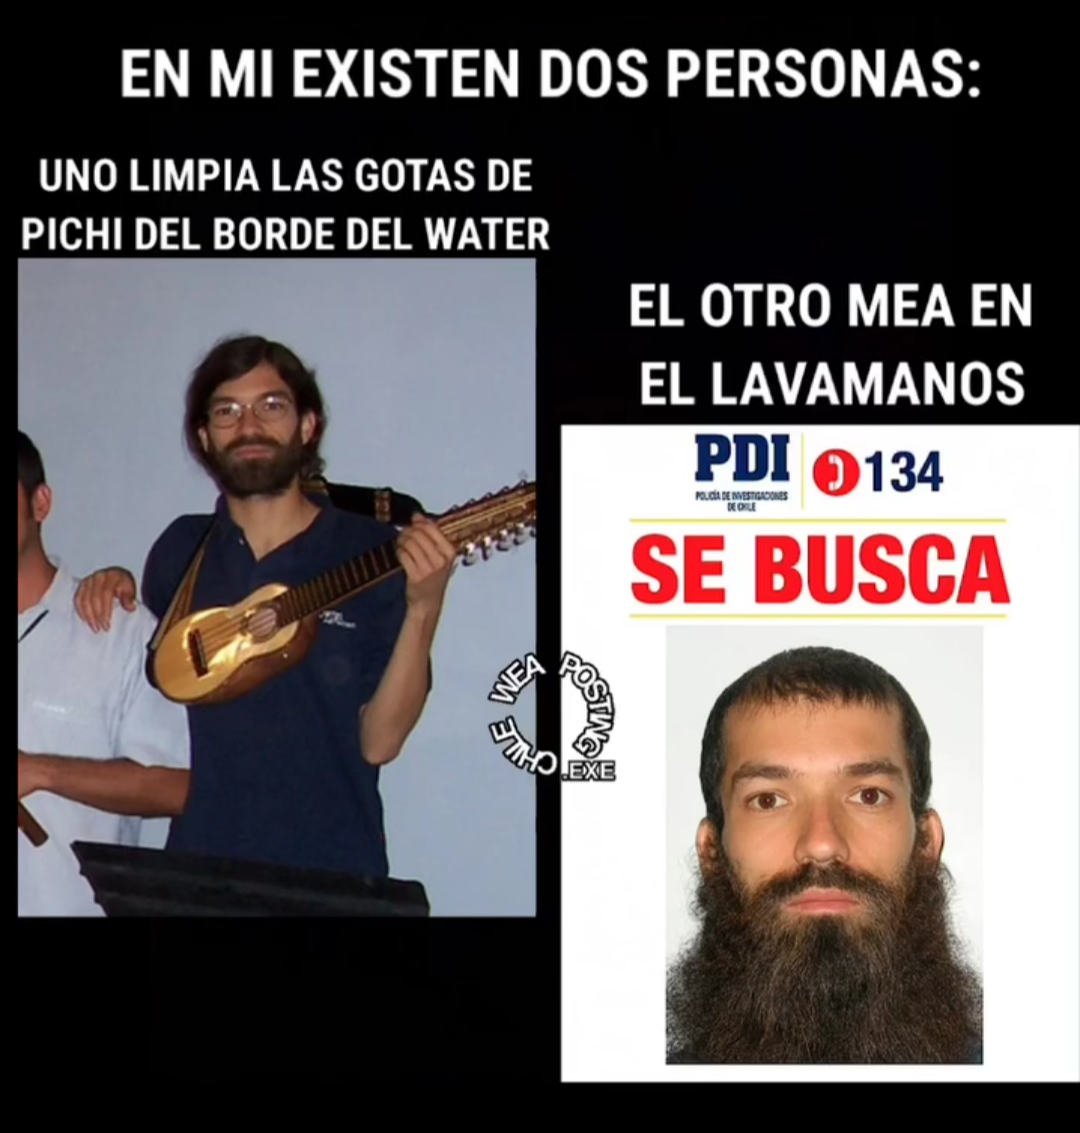 EN MI EXISTEN DOS PERSONAS:
UNO LIMPIA LAS GOTAS DE
PICHI DEL BORDE DEL WATER
EL OTRO MEA EN
EL LAVAMANOS
PDI
POLICÍA DE INVESTIGACIONES
DE CHILE
134
SE BUSCA
CHILE WEA POSTING
.EXE